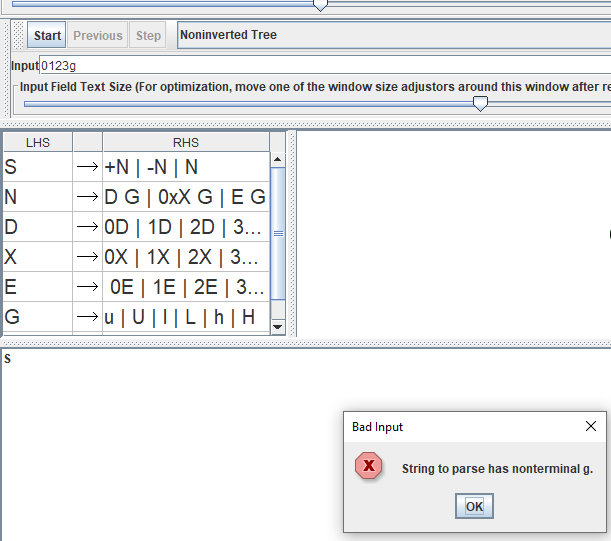 Start Previous Step Noninverted Tree
Input 0123g
Input Field Text Size (For optimization, move one of the window size adjustors around this window after re
LHS RHS
S → +N | -N | N
N → D G | 0xX G | E G
D → 0D | 1D | 2D | 3...
X → 0X | 1X | 2X | 3...
E → 0E | 1E | 2E | 3...
G → u | U | l | L | h | H
S
Bad Input
String to parse has nonterminal g.
OK